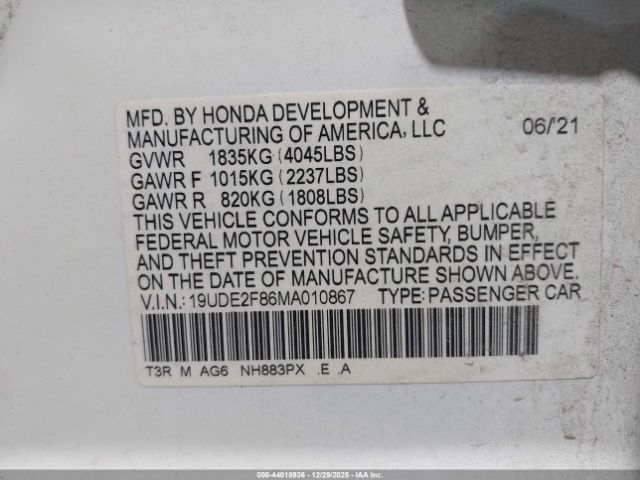 MFD. BY HONDA DEVELOPMENT &
MANUFACTURING OF AMERICA, LLC 06/'21
GVWR 1835KG (4045LBS)
GAWR F 1015KG (2237LBS)
GAWR R 820KG (1808LBS)
THIS VEHICLE CONFORMS TO ALL APPLICABLE
FEDERAL MOTOR VEHICLE SAFETY, BUMPER,
AND THEFT PREVENTION STANDARDS IN EFFECT
ON THE DATE OF MANUFACTURE SHOWN ABOVE.
V.I.N.: 19UDE2F86MA010867 TYPE: PASSENGER CAR
T3R M AG6 NH883PX .E .A
000-44018936 - 12/29/2025 - IAA Inc.